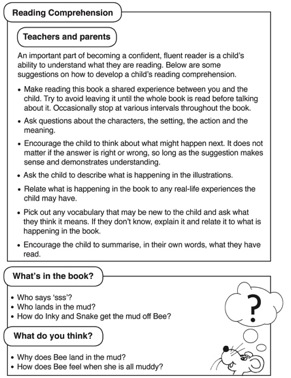 Reading Comprehension
Teachers and parents
An important part of becoming a confident, fluent reader is a child's
ability to understand what they are reading. Below are some
suggestions on how to develop a child's reading comprehension.
• Make reading this book a shared experience between you and the
child. Try to avoid leaving it until the whole book is read before talking
about it. Occasionally stop at various intervals throughout the book.
• Ask questions about the characters, the setting, the action and the
meaning.
• Encourage the child to think about what might happen next. It does not
matter if the answer is right or wrong, so long as the suggestion makes
sense and demonstrates understanding.
• Ask the child to describe what is happening in the illustrations.
• Relate what is happening in the book to any real-life experiences the
child may have.
• Pick out any vocabulary that may be new to the child and ask what
they think it means. If they don't know, explain it and relate it to what is
happening in the book.
• Encourage the child to summarise, in their own words, what they have
read.
What's in the book?
• Who says 'sss'?
• Who lands in the mud?
• How do Inky and Snake get the mud off Bee?
?
What do you think?
• Why does Bee land in the mud?
• How does Bee feel when she is all muddy?